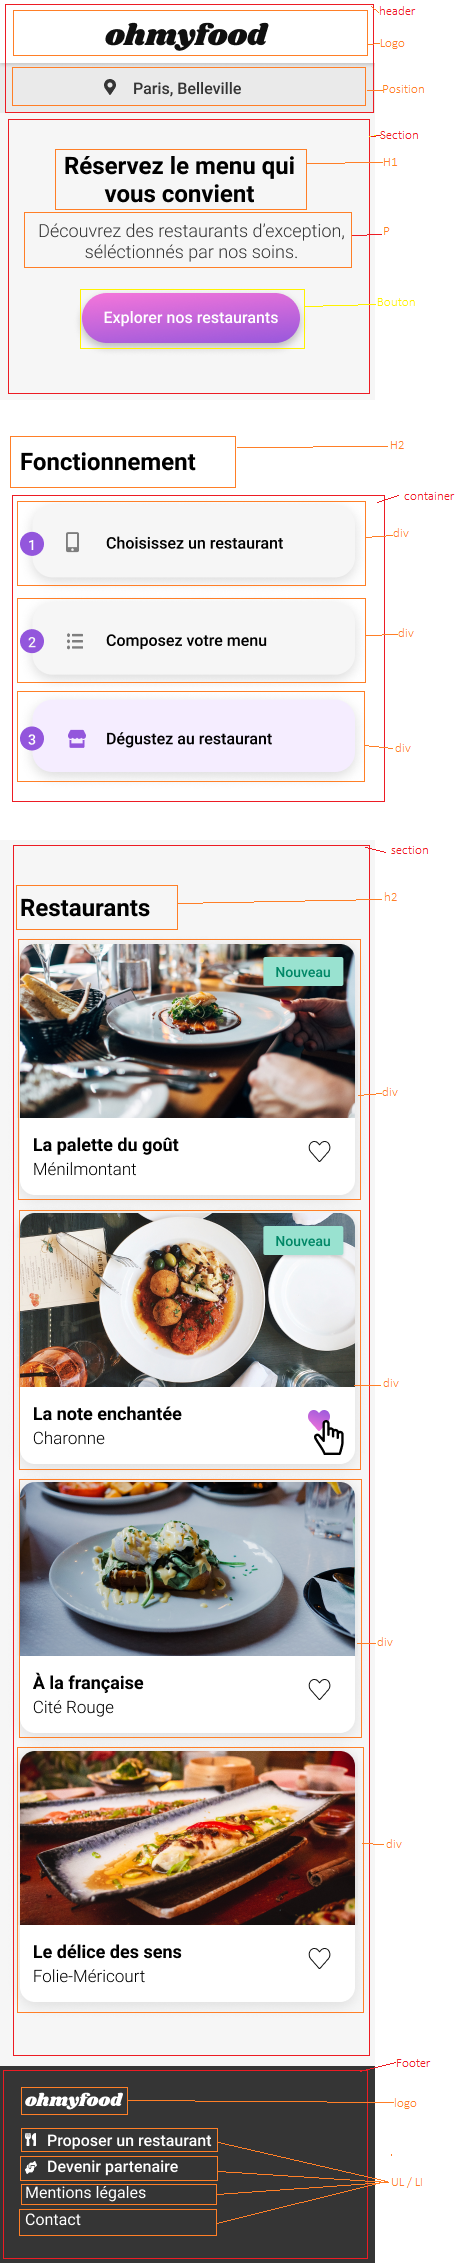 header
ohmyfood
Logo
Paris, Belleville
Position
Section
Réservez le menu qui
vous convient
H1
Découvrez des restaurants d'exception,
séléctionnés par nos soins.
P
Explorer nos restaurants
Bouton
Fonctionnement
H2
container
1
Choisissez un restaurant
div
2
Composez votre menu
div
3
Dégustez au restaurant
div
section
Restaurants
h2
Nouveau
div
La palette du goût
Ménilmontant
Nouveau
div
La note enchantée
Charonne
div
À la française
Cité Rouge
div
Le délice des sens
Folie-Méricourt
Footer
ohmyfood
logo
Proposer un restaurant
Devenir partenaire
UL / LI
Mentions légales
Contact